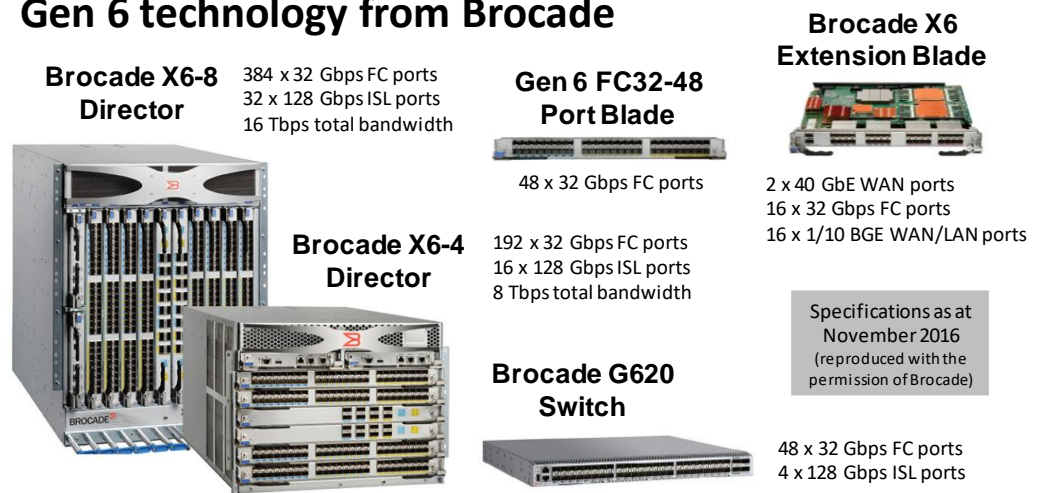 Gen 6 technology from Brocade
Brocade X6-8
Director
384 x 32 Gbps FC ports
32 x 128 Gbps ISL ports
16 Tbps total bandwidth
Gen 6 FC32-48
Port Blade
48 x 32 Gbps FC ports
Brocade X6
Extension Blade
2 x 40 GbE WAN ports
16 x 32 Gbps FC ports
16 x 1/10 BGE WAN/LAN ports
Brocade X6-4
Director
192 x 32 Gbps FC ports
16 x 128 Gbps ISL ports
8 Tbps total bandwidth
Specifications as at
November 2016
(reproduced with the
permission of Brocade)
Brocade G620
Switch
48 x 32 Gbps FC ports
4 x 128 Gbps ISL ports
BROCADE